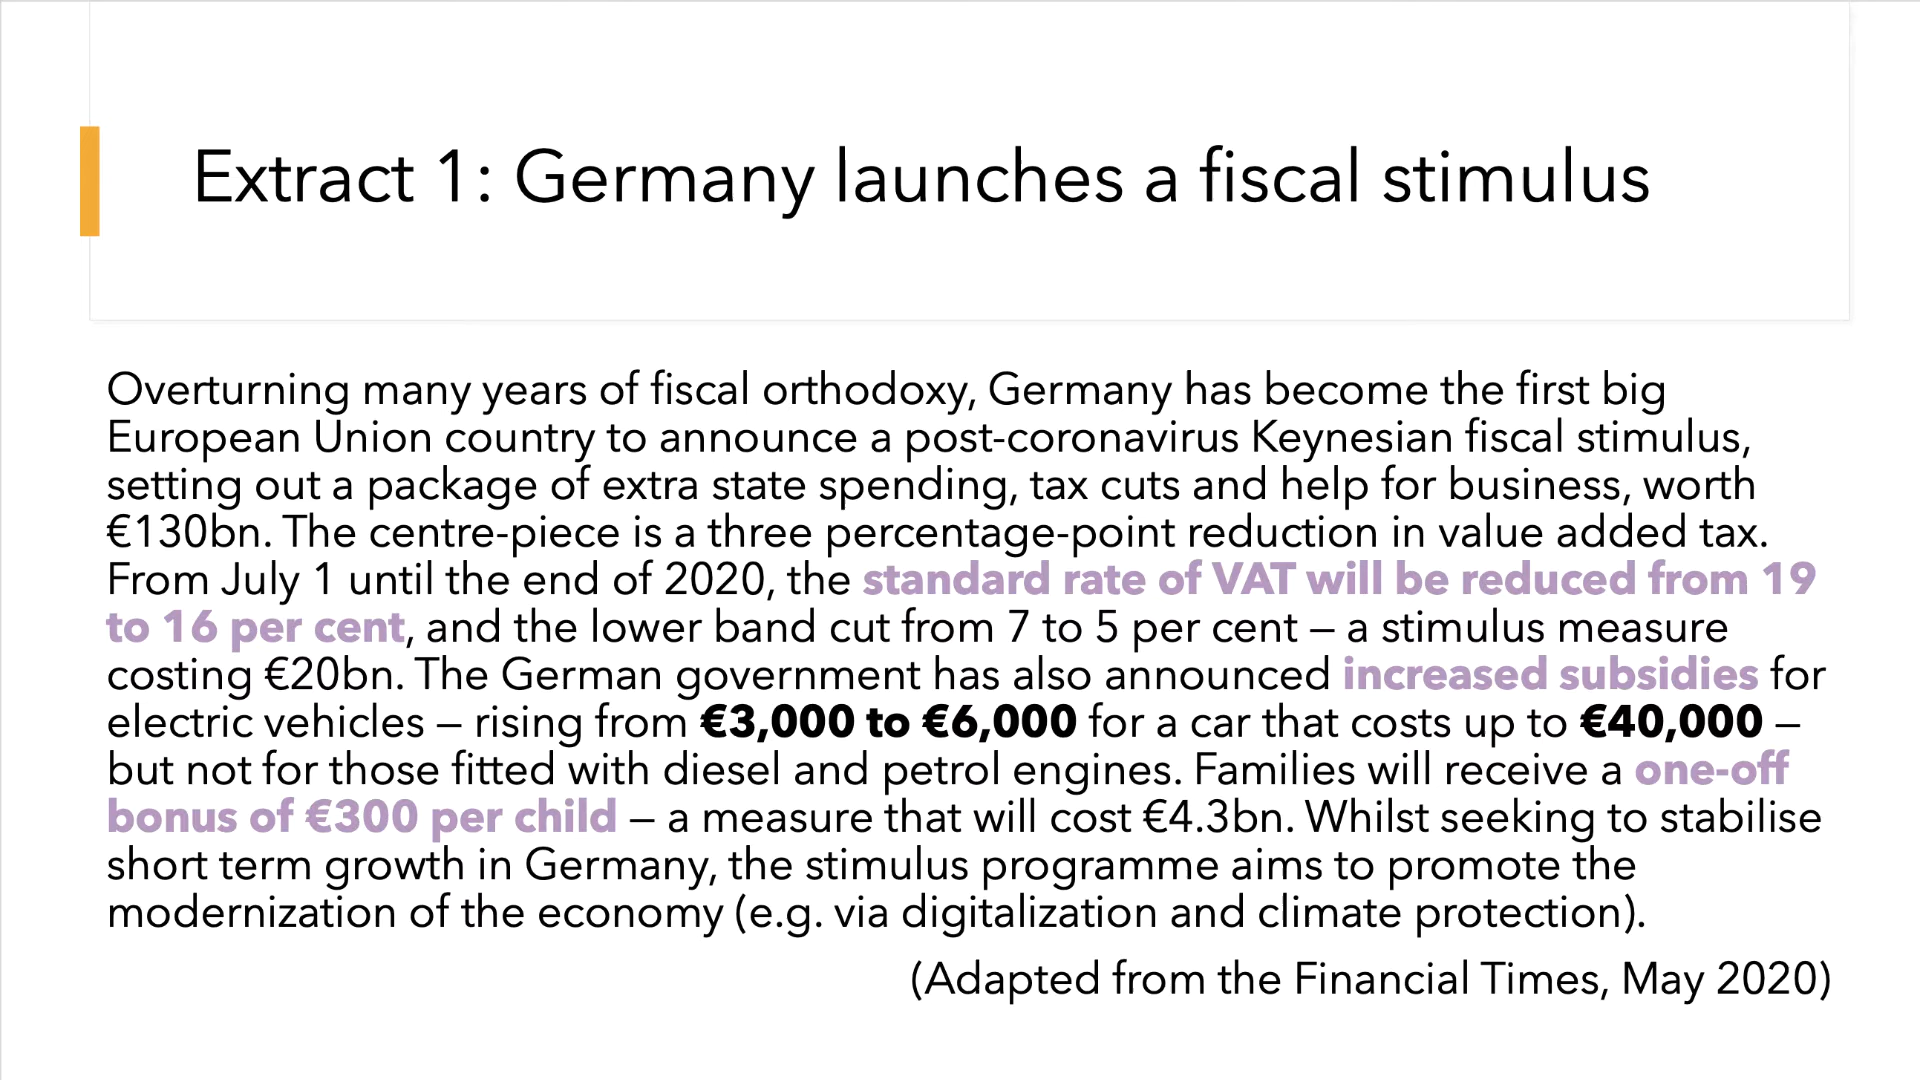 Extract 1: Germany launches a fiscal stimulus
Overturning many years of fiscal orthodoxy, Germany has become the first big
European Union country to announce a post-coronavirus Keynesian fiscal stimulus,
setting out a package of extra state spending, tax cuts and help for business, worth
€130bn. The centre-piece is a three percentage-point reduction in value added tax.
From July 1 until the end of 2020, the standard rate of VAT will be reduced from 19
to 16 per cent, and the lower band cut from 7 to 5 per cent – a stimulus measure
costing €20bn. The German government has also announced increased subsidies for
electric vehicles – rising from €3,000 to €6,000 for a car that costs up to €40,000 –
but not for those fitted with diesel and petrol engines. Families will receive a one-off
bonus of €300 per child – a measure that will cost €4.3bn. Whilst seeking to stabilise
short term growth in Germany, the stimulus programme aims to promote the
modernization of the economy (e.g. via digitalization and climate protection).
(Adapted from the Financial Times, May 2020)